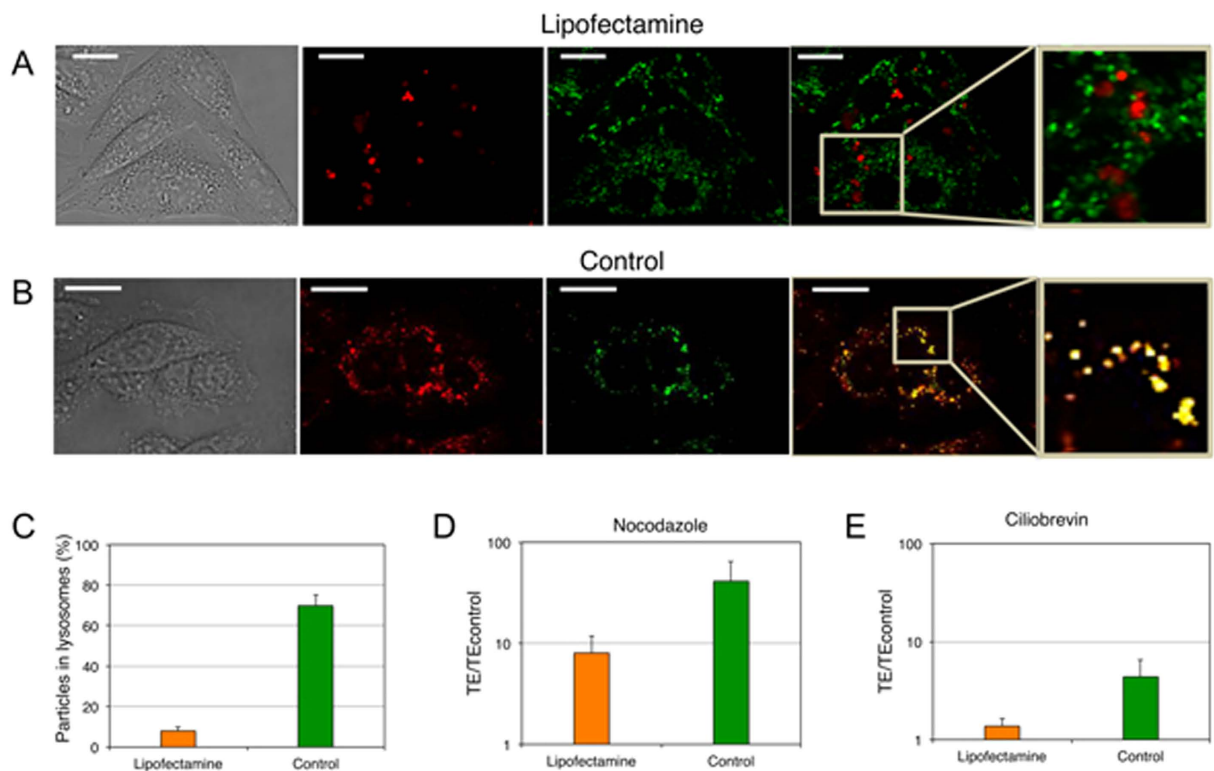 Lipofectamine
A
Control
B
C
Particles in lysosomes (%)
100
80
60
40
20
0
Lipofectamine
Control
D
Nocodazole
TE/TEcontrol
100
10
1
Lipofectamine
Control
E
Ciliobrevin
TE/TEcontrol
100
10
1
Lipofectamine
Control